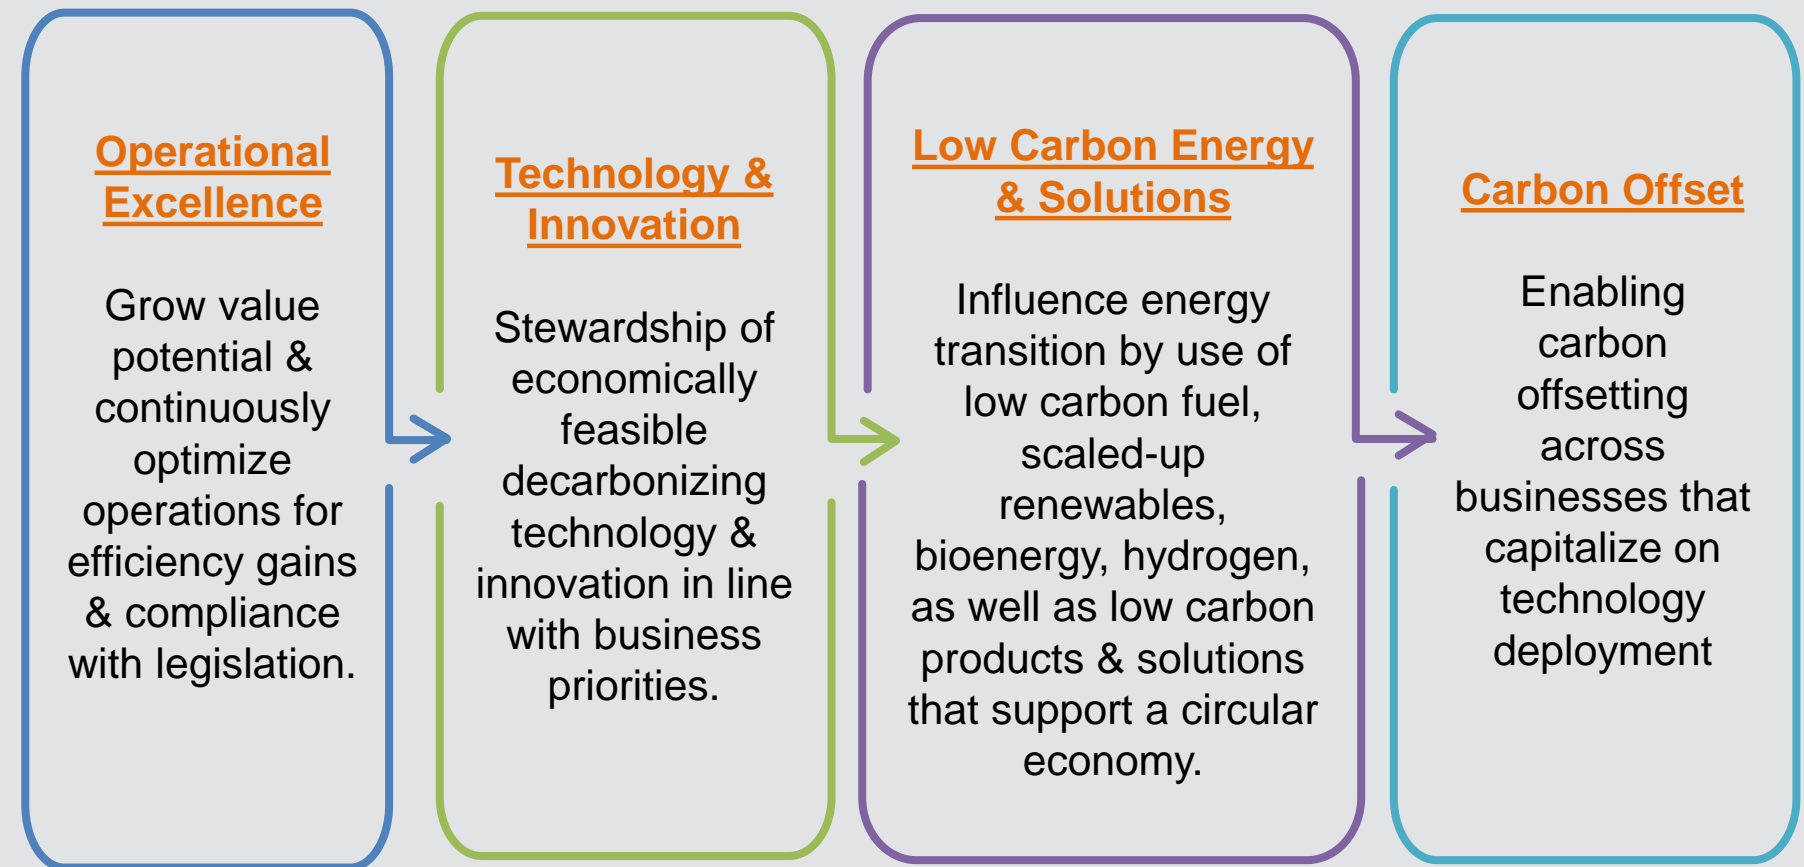 Operational
Excellence
Grow value
potential &
continuously
optimize
operations for
efficiency gains
& compliance
with legislation.
Technology &
Innovation
Stewardship of
economically
feasible
decarbonizing
technology &
innovation in line
with business
priorities.
Low Carbon Energy
& Solutions
Influence energy
transition by use of
low carbon fuel,
scaled-up
renewables,
bioenergy, hydrogen,
as well as low carbon
products & solutions
that support a circular
economy.
Carbon Offset
Enabling
carbon
offsetting
across
businesses that
capitalize on
technology
deployment